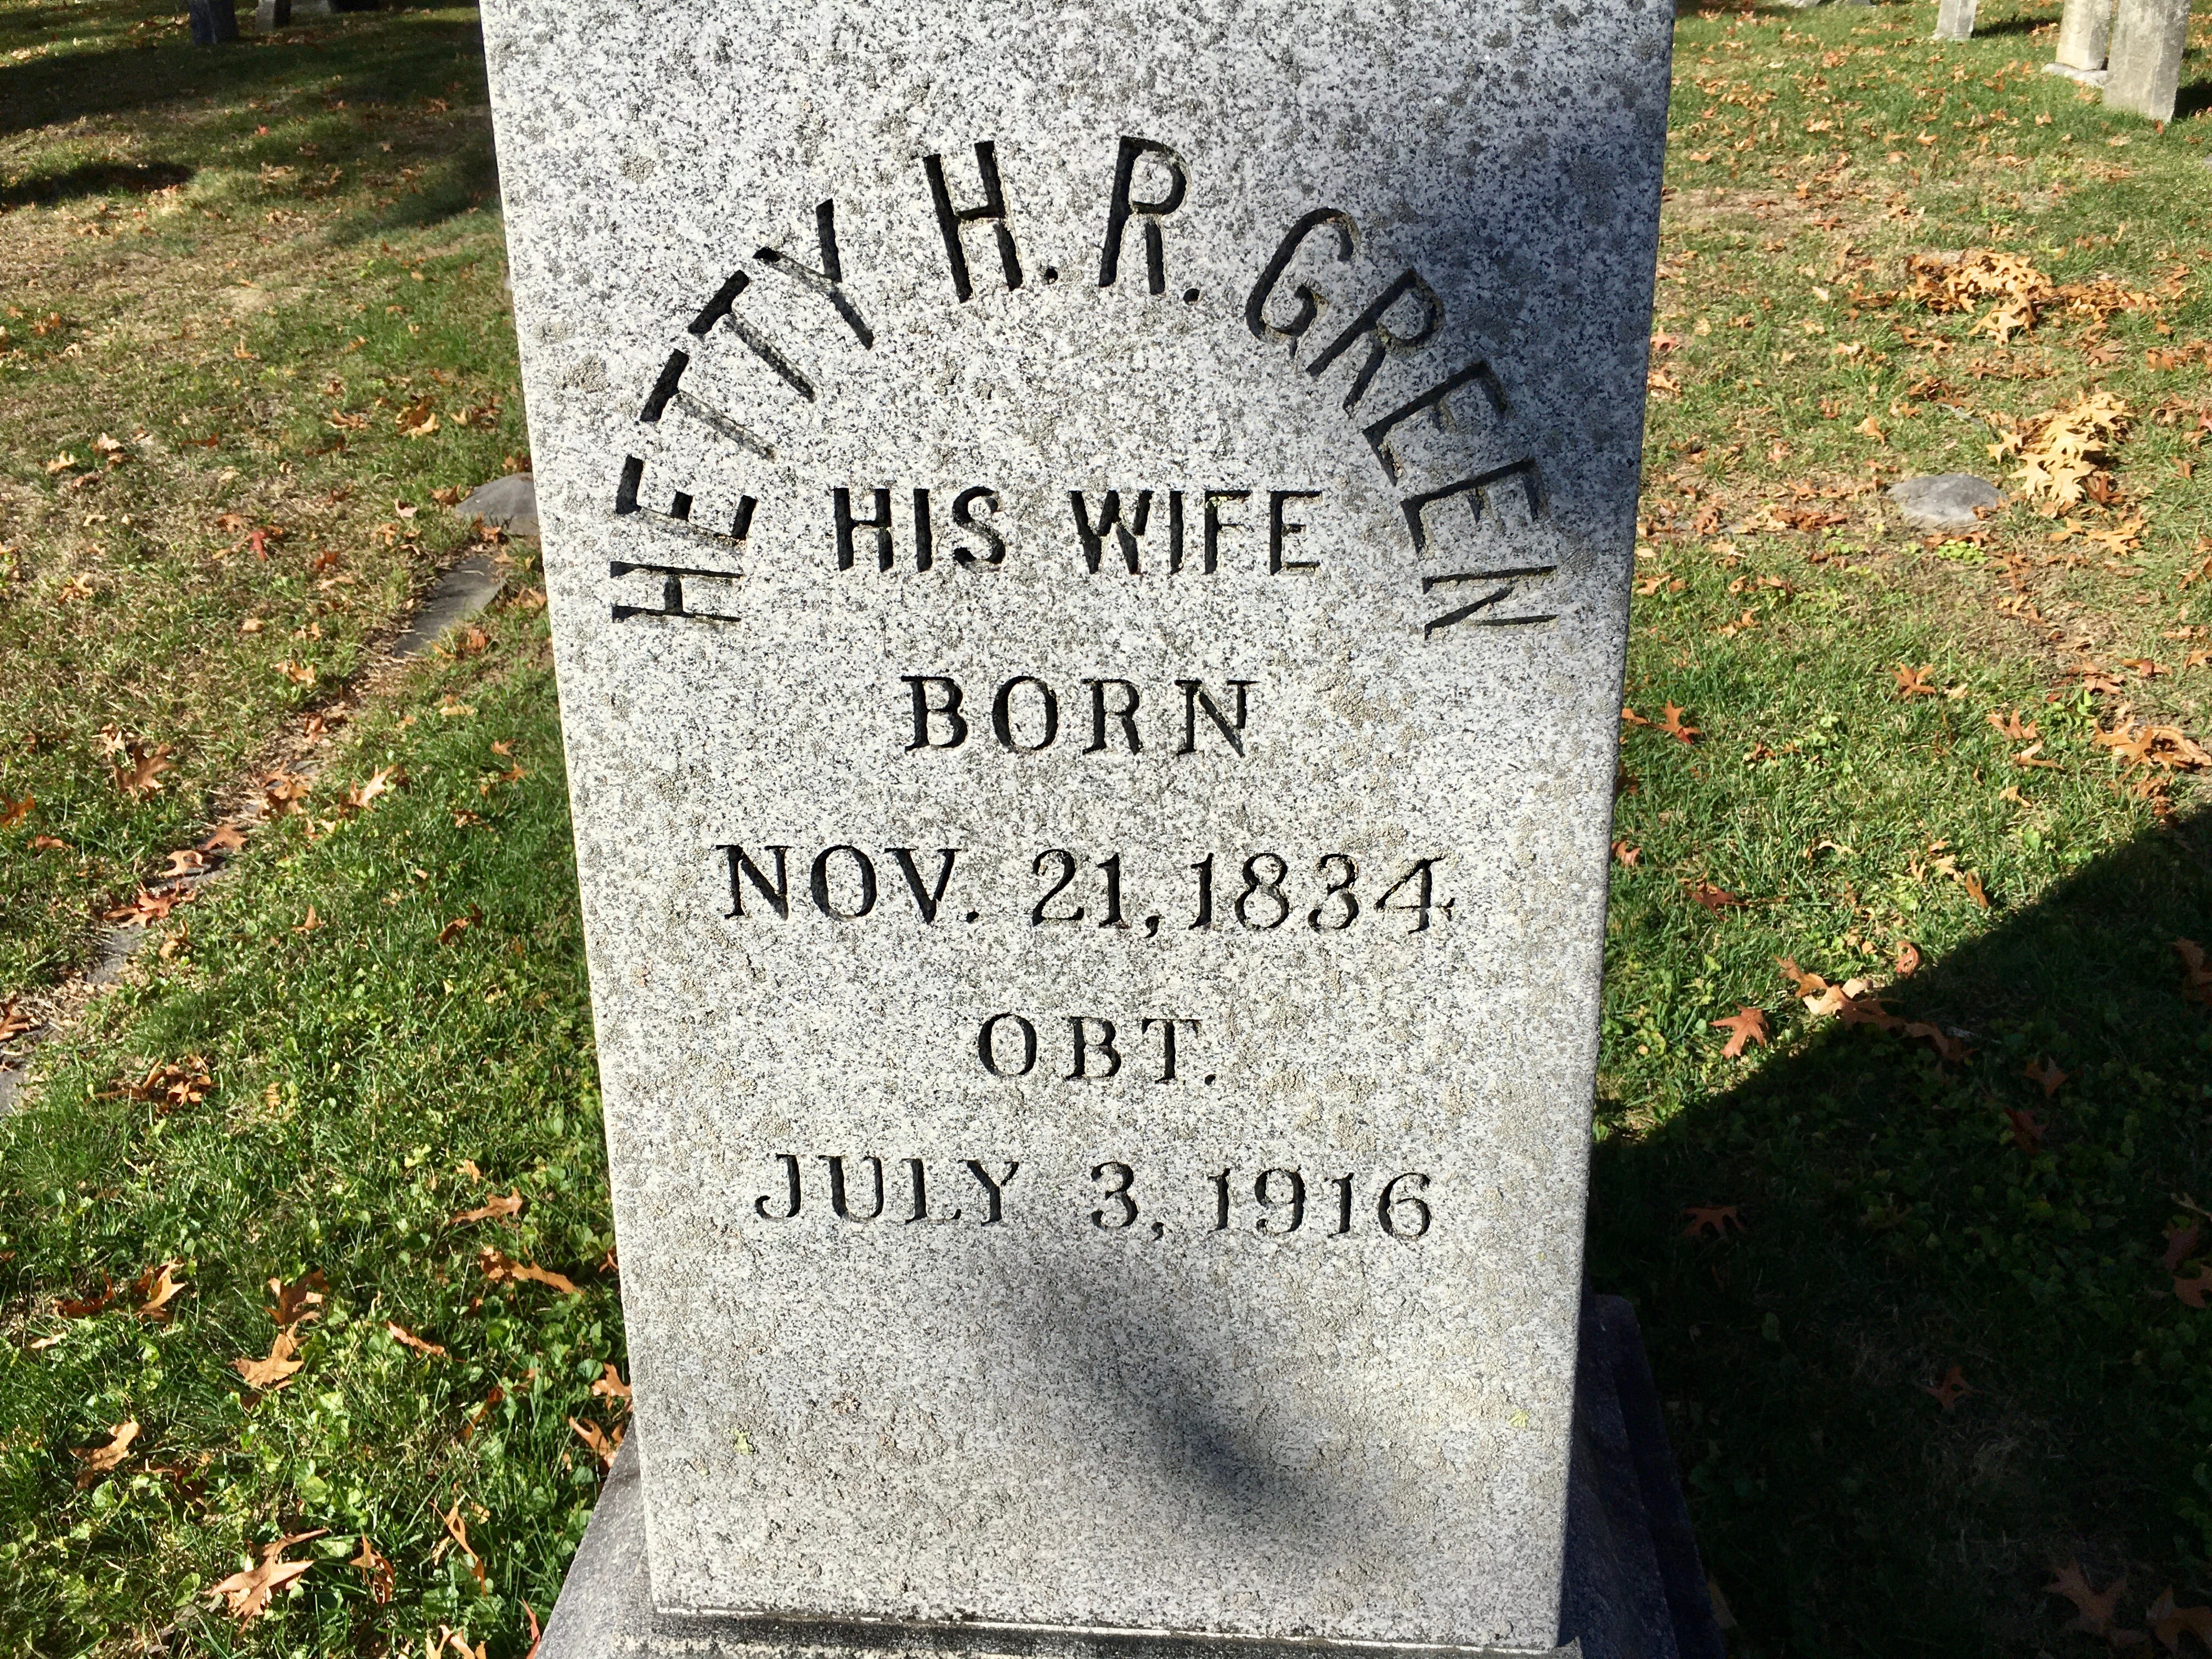 HETTY H. R. GREEN
HIS WIFE
BORN
NOV. 21, 1834
OBT.
JULY 3, 1916